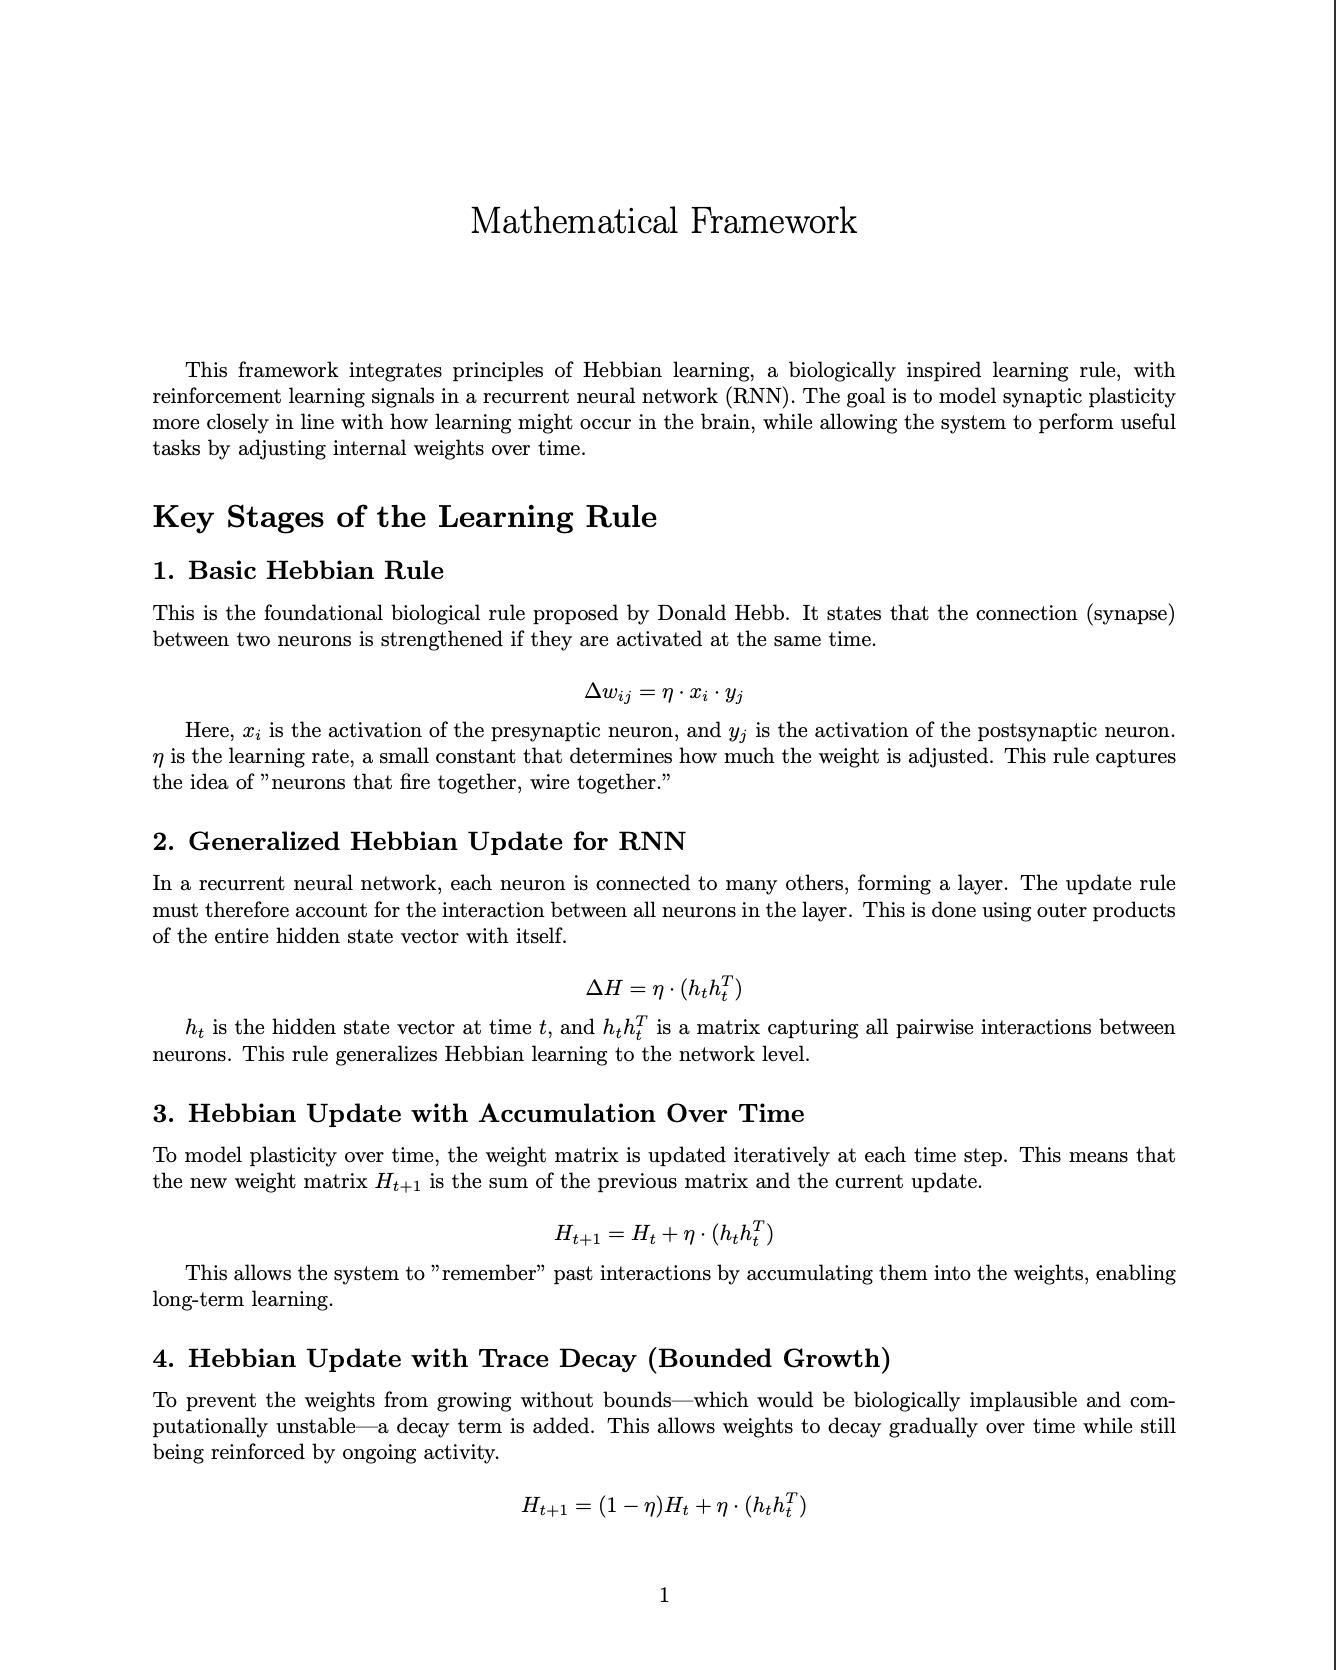 Mathematical Framework
This framework integrates principles of Hebbian learning, a biologically inspired learning rule, with
reinforcement learning signals in a recurrent neural network (RNN). The goal is to model synaptic plasticity
more closely in line with how learning might occur in the brain, while allowing the system to perform useful
tasks by adjusting internal weights over time.
Key Stages of the Learning Rule
1. Basic Hebbian Rule
This is the foundational biological rule proposed by Donald Hebb. It states that the connection (synapse)
between two neurons is strengthened if they are activated at the same time.
$\Delta w_{ij} = \eta \cdot x_i \cdot y_j$
Here, $x_i$ is the activation of the presynaptic neuron, and $y_j$ is the activation of the postsynaptic neuron.
$\eta$ is the learning rate, a small constant that determines how much the weight is adjusted. This rule captures
the idea of ”neurons that fire together, wire together.”
2. Generalized Hebbian Update for RNN
In a recurrent neural network, each neuron is connected to many others, forming a layer. The update rule
must therefore account for the interaction between all neurons in the layer. This is done using outer products
of the entire hidden state vector with itself.
$\Delta H = \eta \cdot (h_t h_t^T)$
$h_t$ is the hidden state vector at time $t$, and $h_t h_t^T$ is a matrix capturing all pairwise interactions between
neurons. This rule generalizes Hebbian learning to the network level.
3. Hebbian Update with Accumulation Over Time
To model plasticity over time, the weight matrix is updated iteratively at each time step. This means that
the new weight matrix $H_{t+1}$ is the sum of the previous matrix and the current update.
$H_{t+1} = H_t + \eta \cdot (h_t h_t^T)$
This allows the system to ”remember” past interactions by accumulating them into the weights, enabling
long-term learning.
4. Hebbian Update with Trace Decay (Bounded Growth)
To prevent the weights from growing without bounds—which would be biologically implausible and com-
putationally unstable—a decay term is added. This allows weights to decay gradually over time while still
being reinforced by ongoing activity.
$H_{t+1} = (1 - \eta)H_t + \eta \cdot (h_t h_t^T)$
1